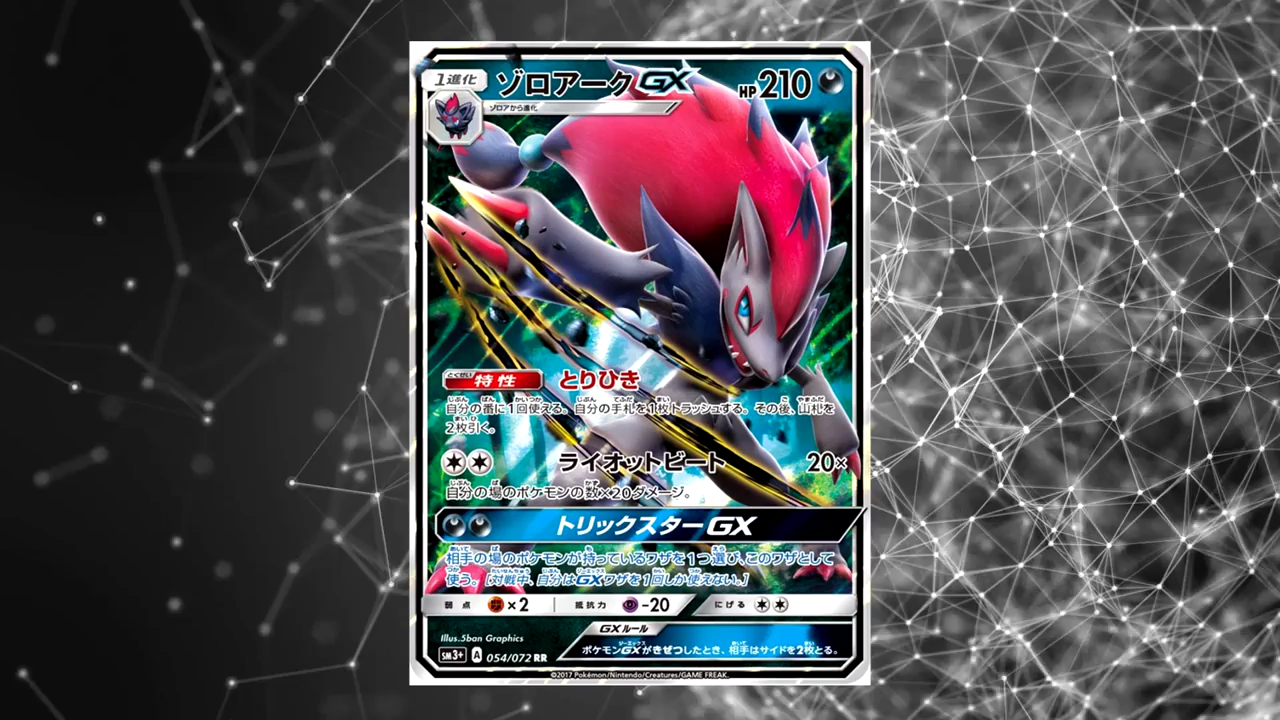 1進化 ゾロアークGX HP210
ゾロアから進化
とくせい 特性 とりひき
自分の番に1回使える。自分の手札を1枚トラッシュする。その後、山札を
2枚引く。
ライオットビート 20×
自分の場のポケモンの数×20ダメージ。
トリックスターGX
相手の場のポケモンが持っているワザを1つ選び、このワザとして
使う。[対戦中、自分はGXワザを1回しか使えない。]
弱点 ×2 抵抗力 -20 にげる
GXルール
ポケモンGXがきぜつしたとき、相手はサイドを2枚とる。
Illus.5ban Graphics
SM3+ A 054/072 RR
©2017 Pokémon/Nintendo/Creatures/GAME FREAK.